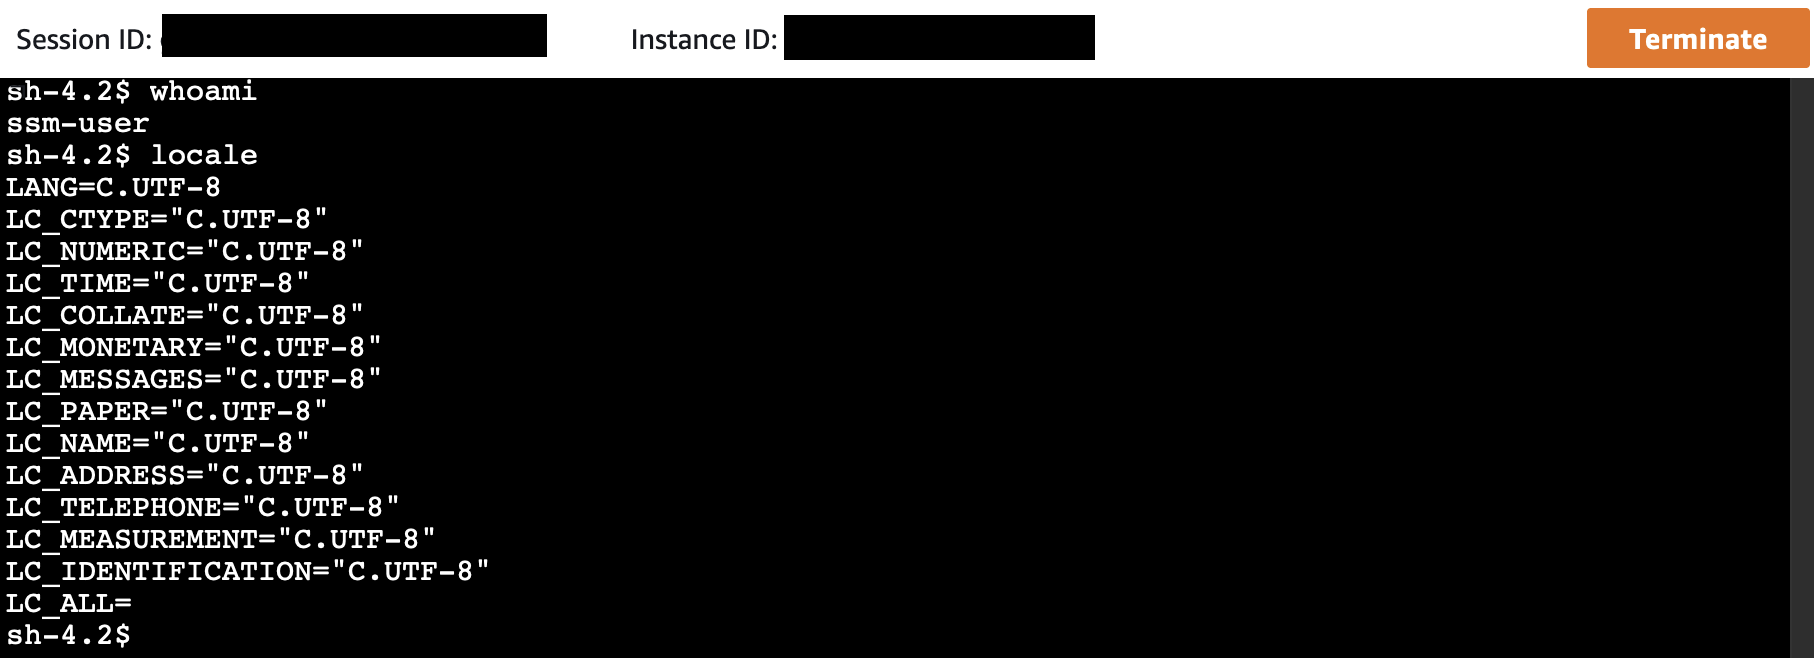 Session ID: Instance ID: Terminate
sh-4.2$ whoami
ssm-user
sh-4.2$ locale
LANG=C.UTF-8
LC_CTYPE="C.UTF-8"
LC_NUMERIC="C.UTF-8"
LC_TIME="C.UTF-8"
LC_COLLATE="C.UTF-8"
LC_MONETARY="C.UTF-8"
LC_MESSAGES="C.UTF-8"
LC_PAPER="C.UTF-8"
LC_NAME="C.UTF-8"
LC_ADDRESS="C.UTF-8"
LC_TELEPHONE="C.UTF-8"
LC_MEASUREMENT="C.UTF-8"
LC_IDENTIFICATION="C.UTF-8"
LC_ALL=
sh-4.2$